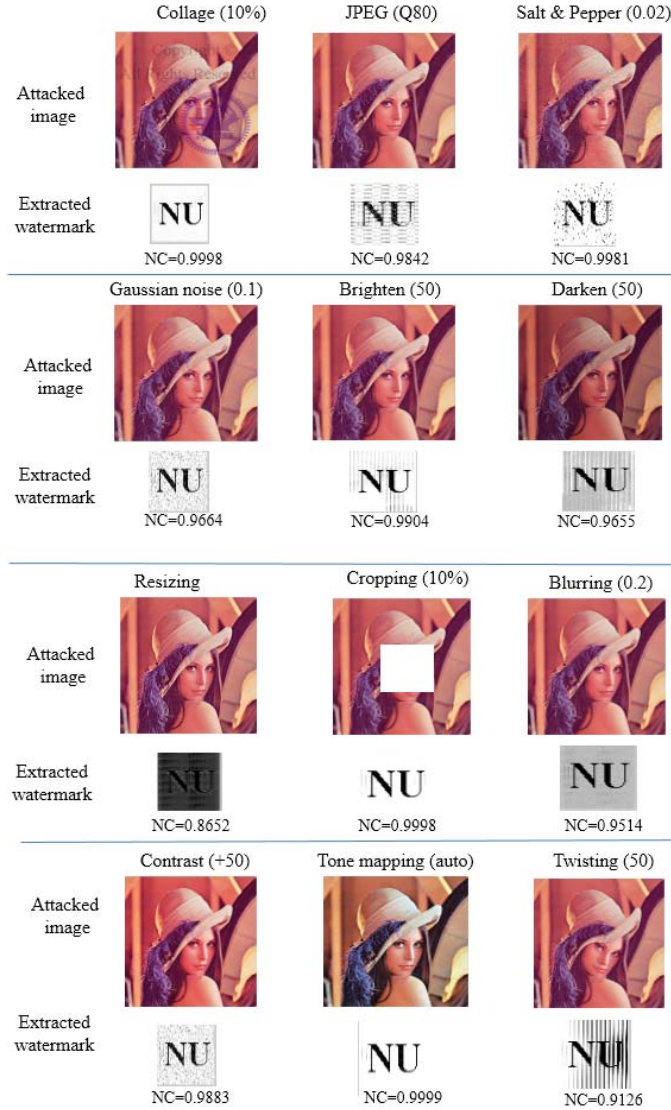 Collage (10%) JPEG (Q80) Salt & Pepper (0.02)
Copyright ©
All Rights Reserved
Attacked
image
Extracted
watermark
NU NU NU
NC=0.9998 NC=0.9842 NC=0.9981
Gaussian noise (0.1) Brighten (50) Darken (50)
Attacked
image
Extracted
watermark
NU NU NU
NC=0.9664 NC=0.9904 NC=0.9655
Resizing Cropping (10%) Blurring (0.2)
Attacked
image
Extracted
watermark
NU NU NU
NC=0.8652 NC=0.9998 NC=0.9514
Contrast (+50) Tone mapping (auto) Twisting (50)
Attacked
image
Extracted
watermark
NU NU NU
NC=0.9883 NC=0.9999 NC=0.9126